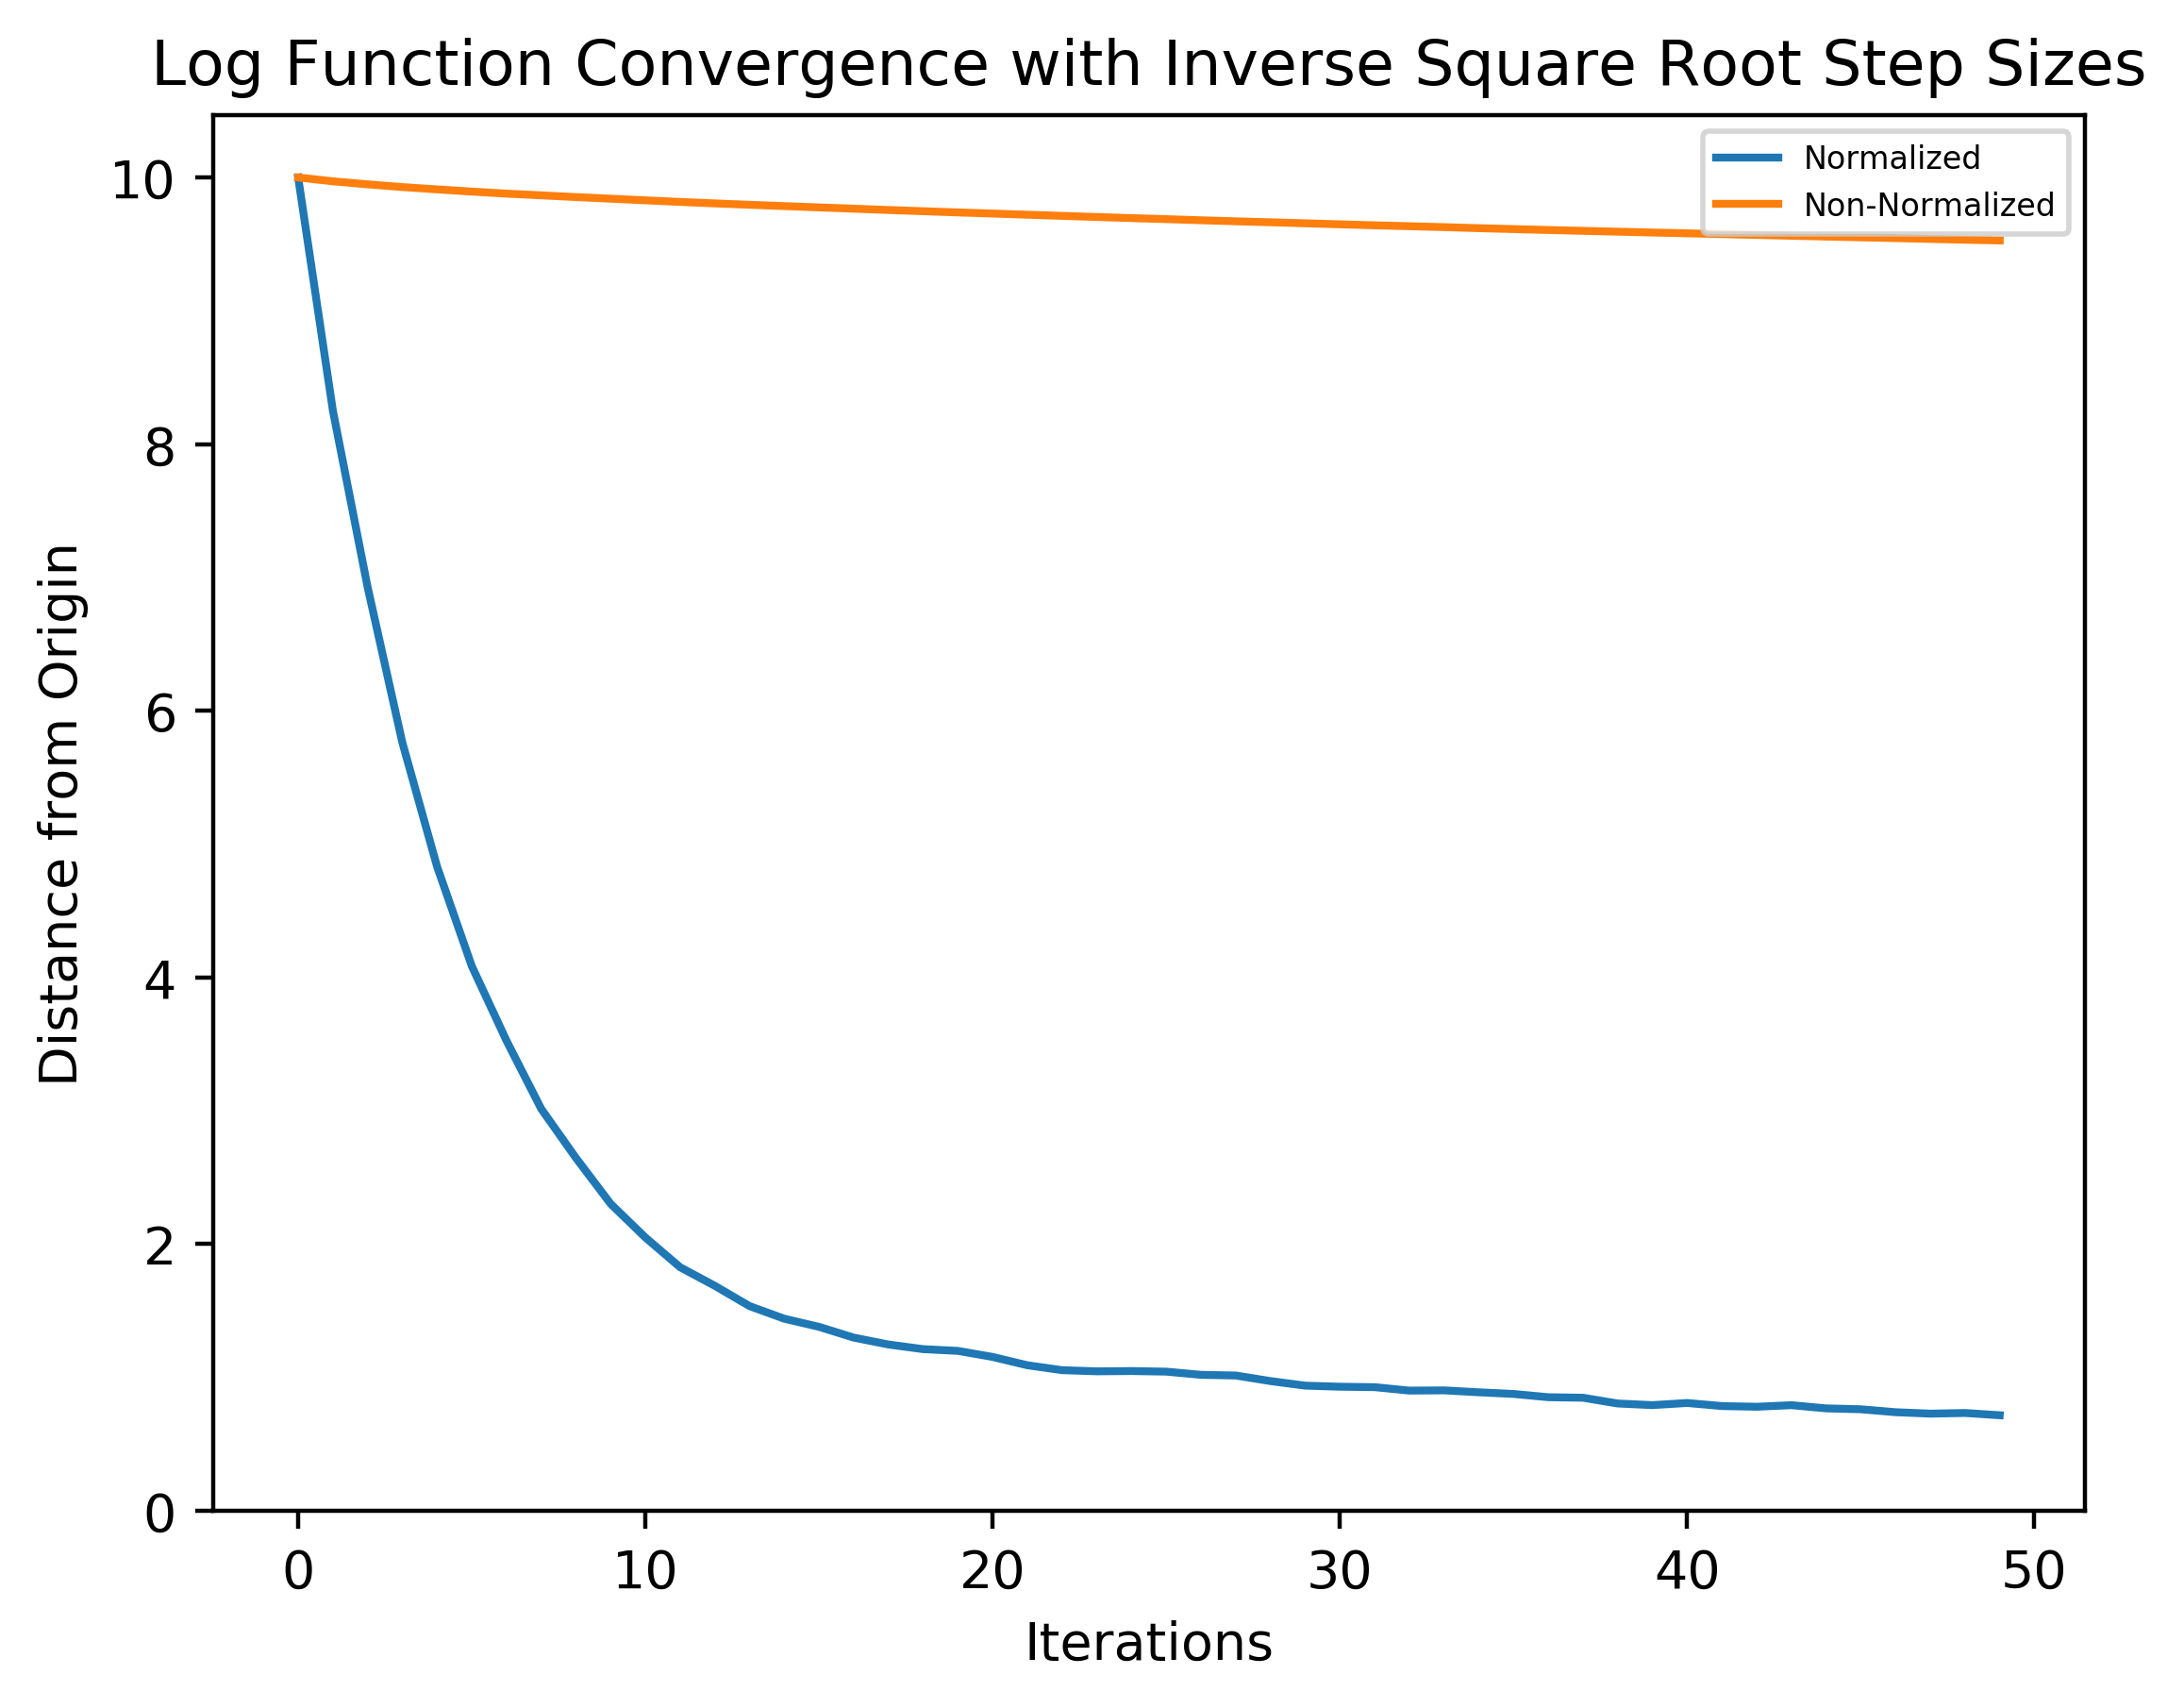 Log Function Convergence with Inverse Square Root Step Sizes
Normalized
Non-Normalized
10
8
6
4
2
0
Distance from Origin
0 10 20 30 40 50
Iterations